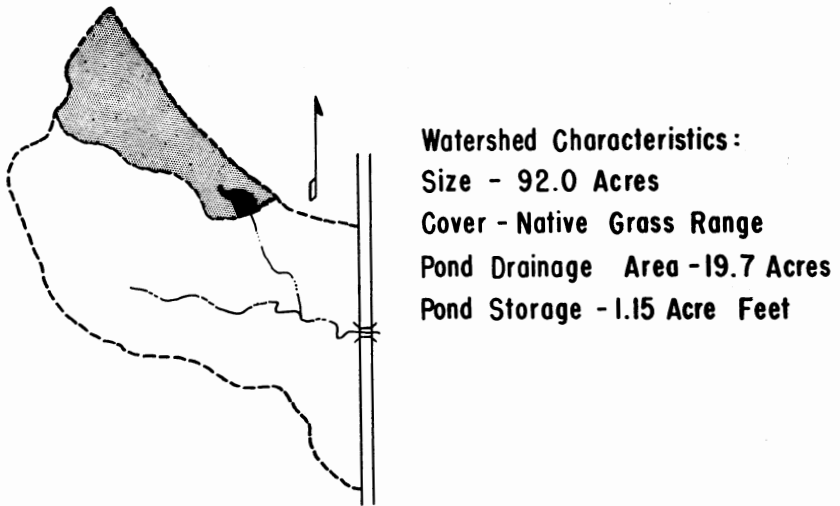 Watershed Characteristics:
Size - 92.0 Acres
Cover - Native Grass Range
Pond Drainage Area - 19.7 Acres
Pond Storage - 1.15 Acre Feet